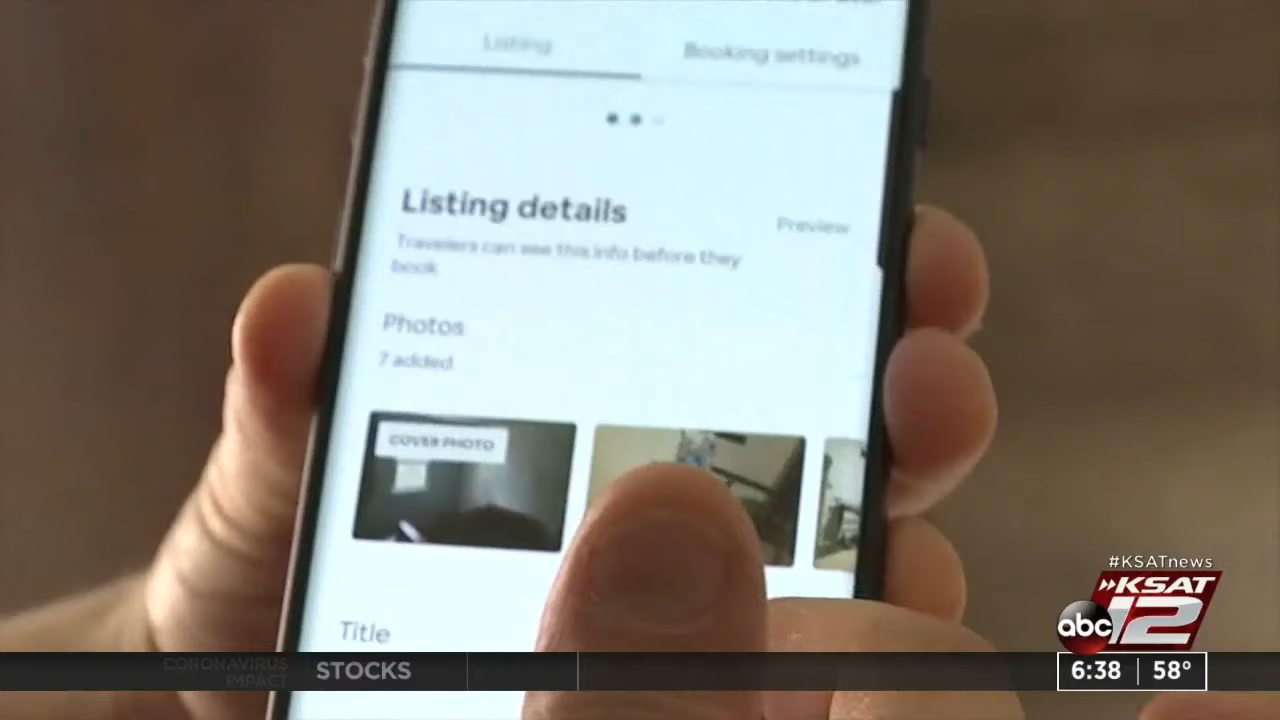 Listing
Booking settings
Listing details
Preview
Travelers can see this info before they
book
Photos
7 added
COVER PHOTO
Title
#KSATnews
KSAT
abc 12
CORONAVIRUS
IMPACT
STOCKS
6:38
58°